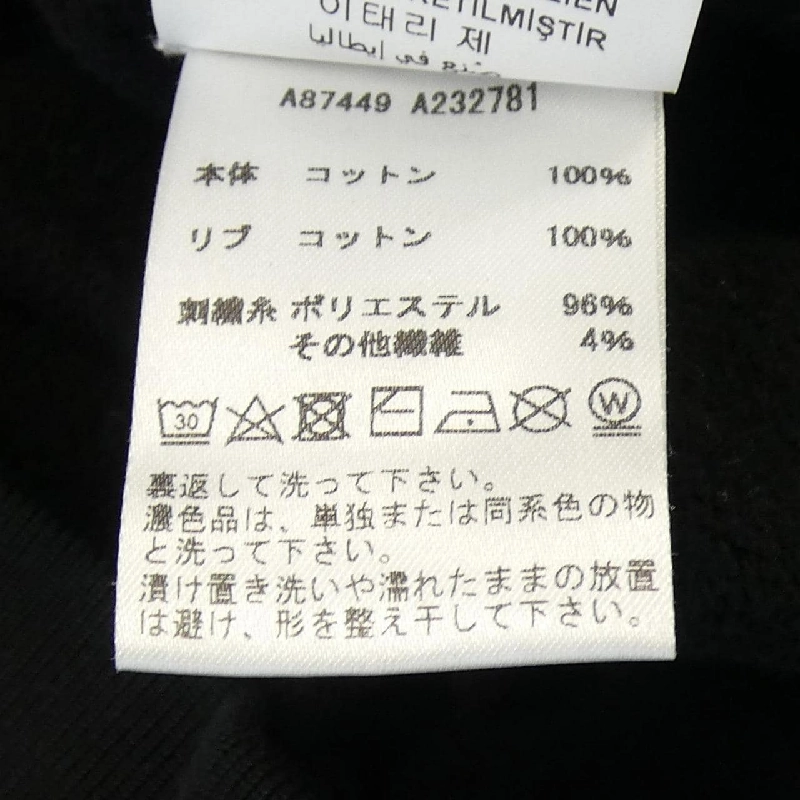 İLMİŞTİR
이태리 제
صنع في ايطاليا
A87449 A232781
本体 コットン 100%
リブ コットン 100%
刺繍糸 ポリエステル 96%
その他繊維 4%
30 W
裏返して洗って下さい。
濃色品は、単独または同系色の物
と洗って下さい。
漬け置き洗いや濡れたままの放置
は避け、形を整え干して下さい。